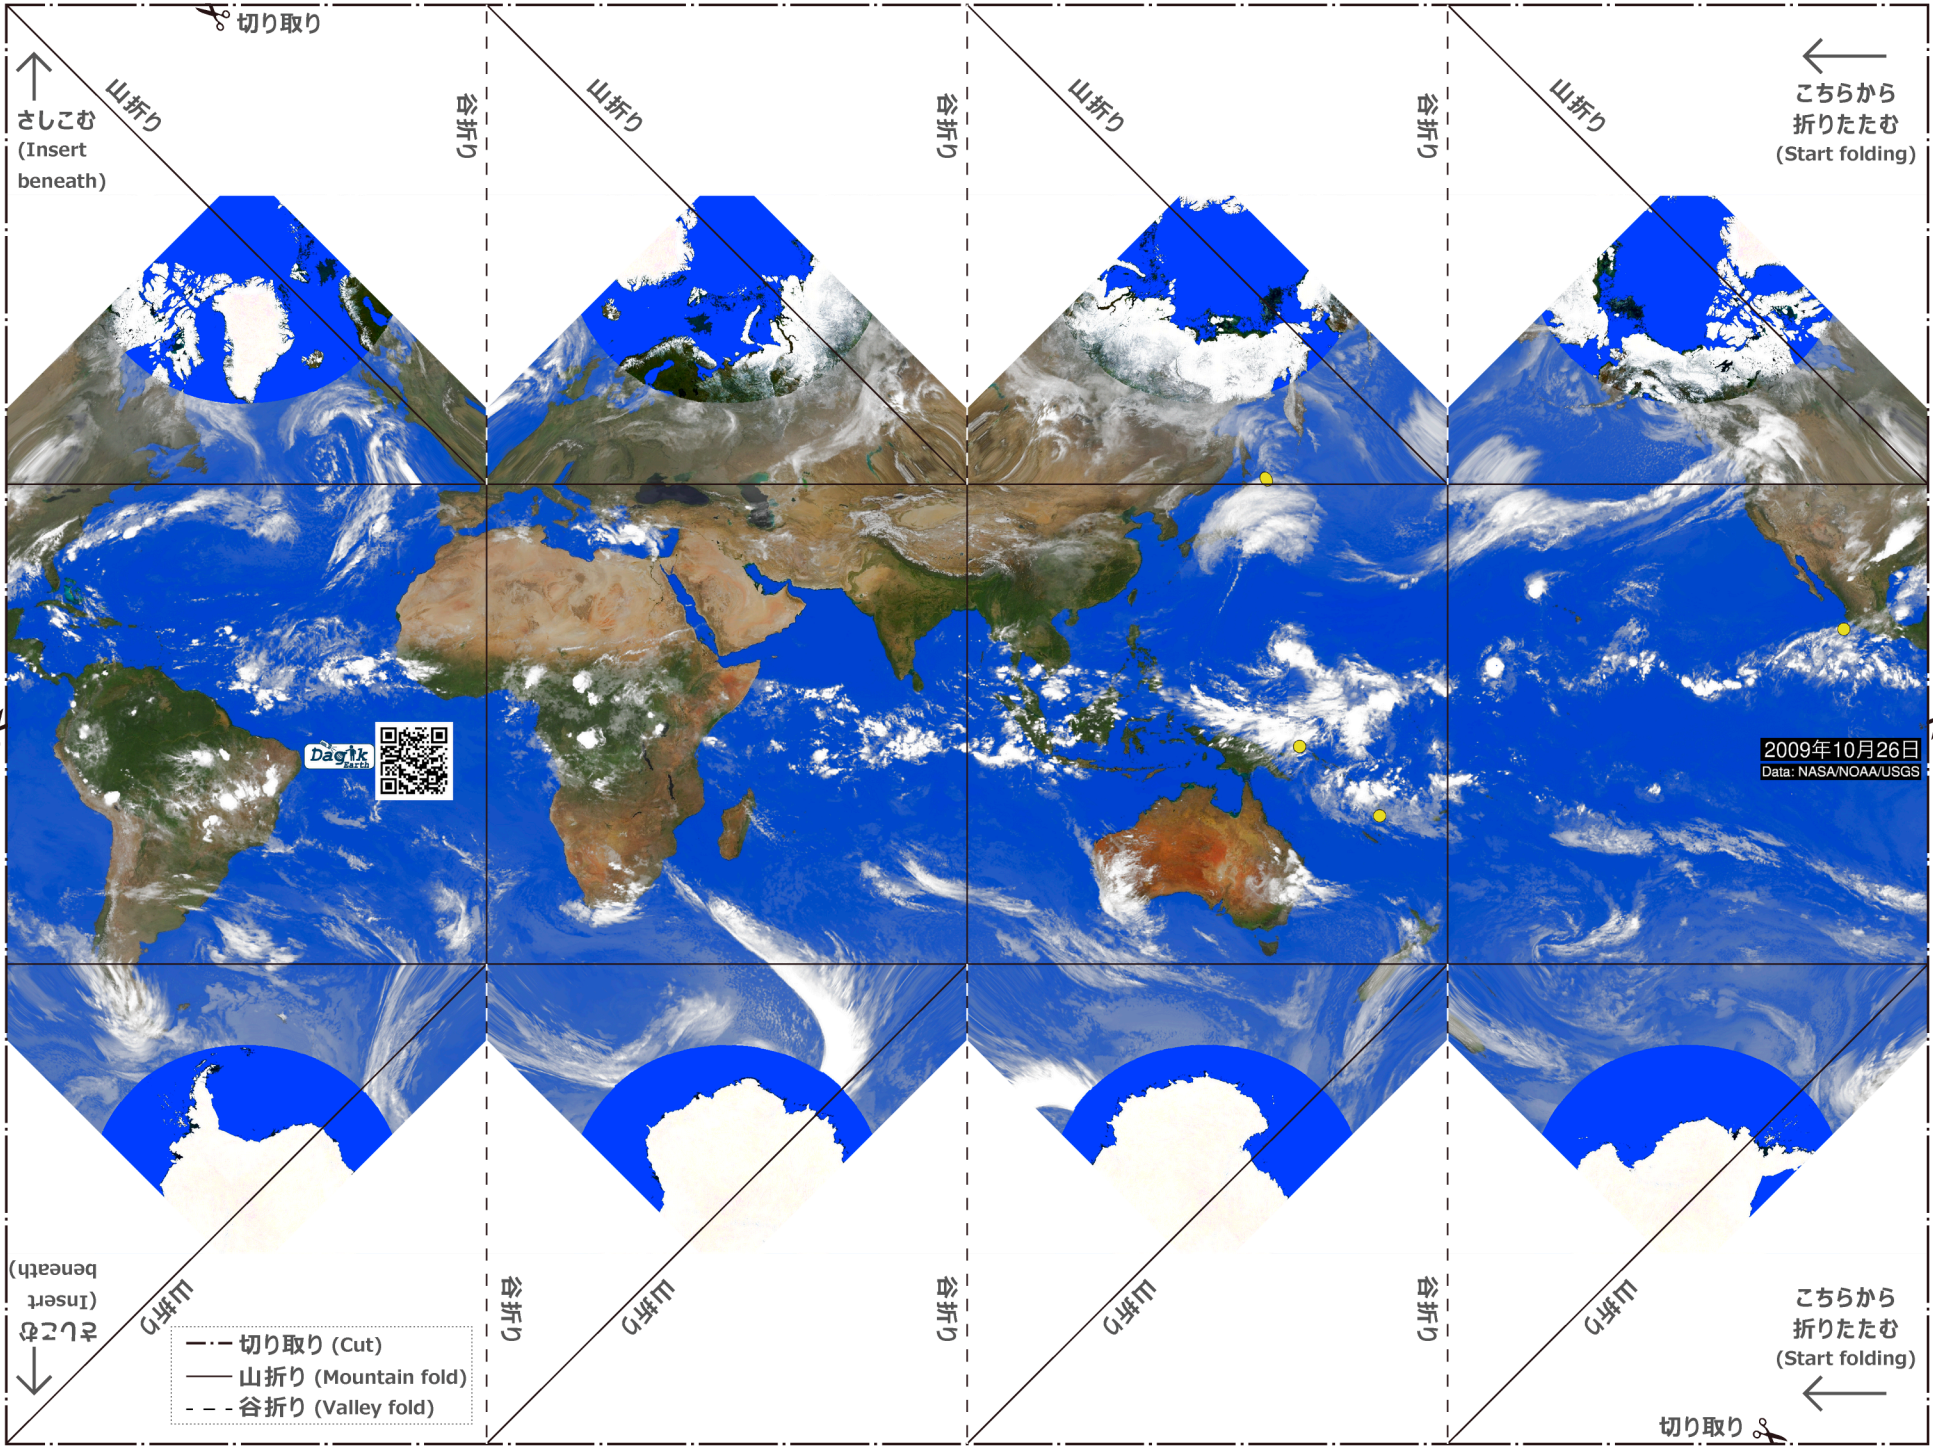 切り取り
山折り
谷折り
山折り
谷折り
山折り
谷折り
山折り
さしこむ
(Insert
beneath)
こちらから
折りたたむ
(Start folding)
Dagik
Earth
2009年10月26日
Data: NASA/NOAA/USGS
さしこむ
(Insert
beneath)
山折り
谷折り
山折り
谷折り
山折り
谷折り
山折り
こちらから
折りたたむ
(Start folding)
切り取り (Cut)
山折り (Mountain fold)
谷折り (Valley fold)
切り取り